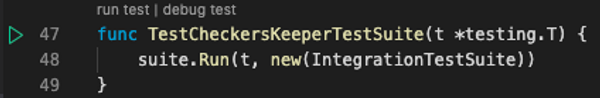 run test | debug test
47 func TestCheckersKeeperTestSuite(t *testing.T) {
48 suite.Run(t, new(IntegrationTestSuite))
49 }